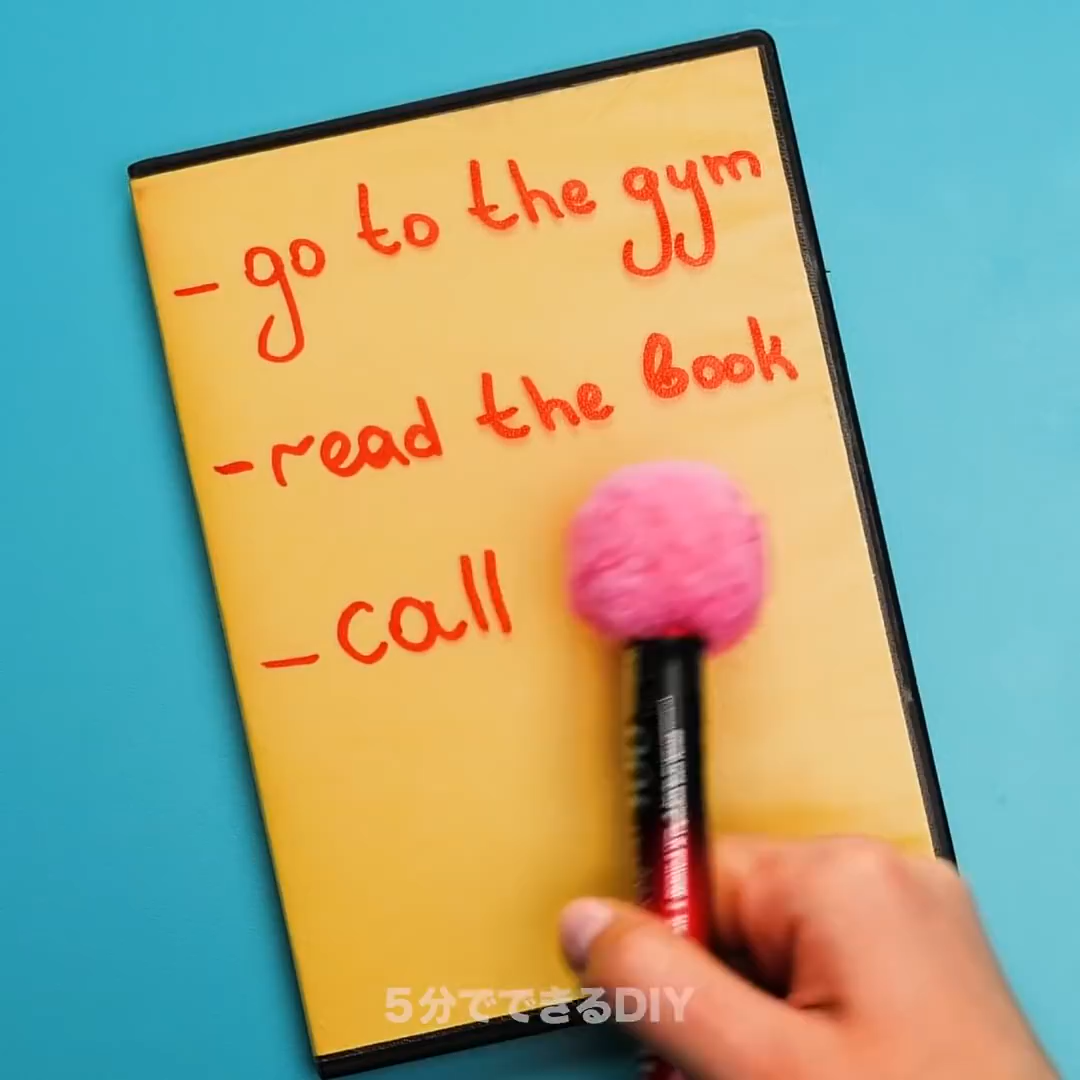 - go to the gym
- read the book
- call
5分でできるDIY